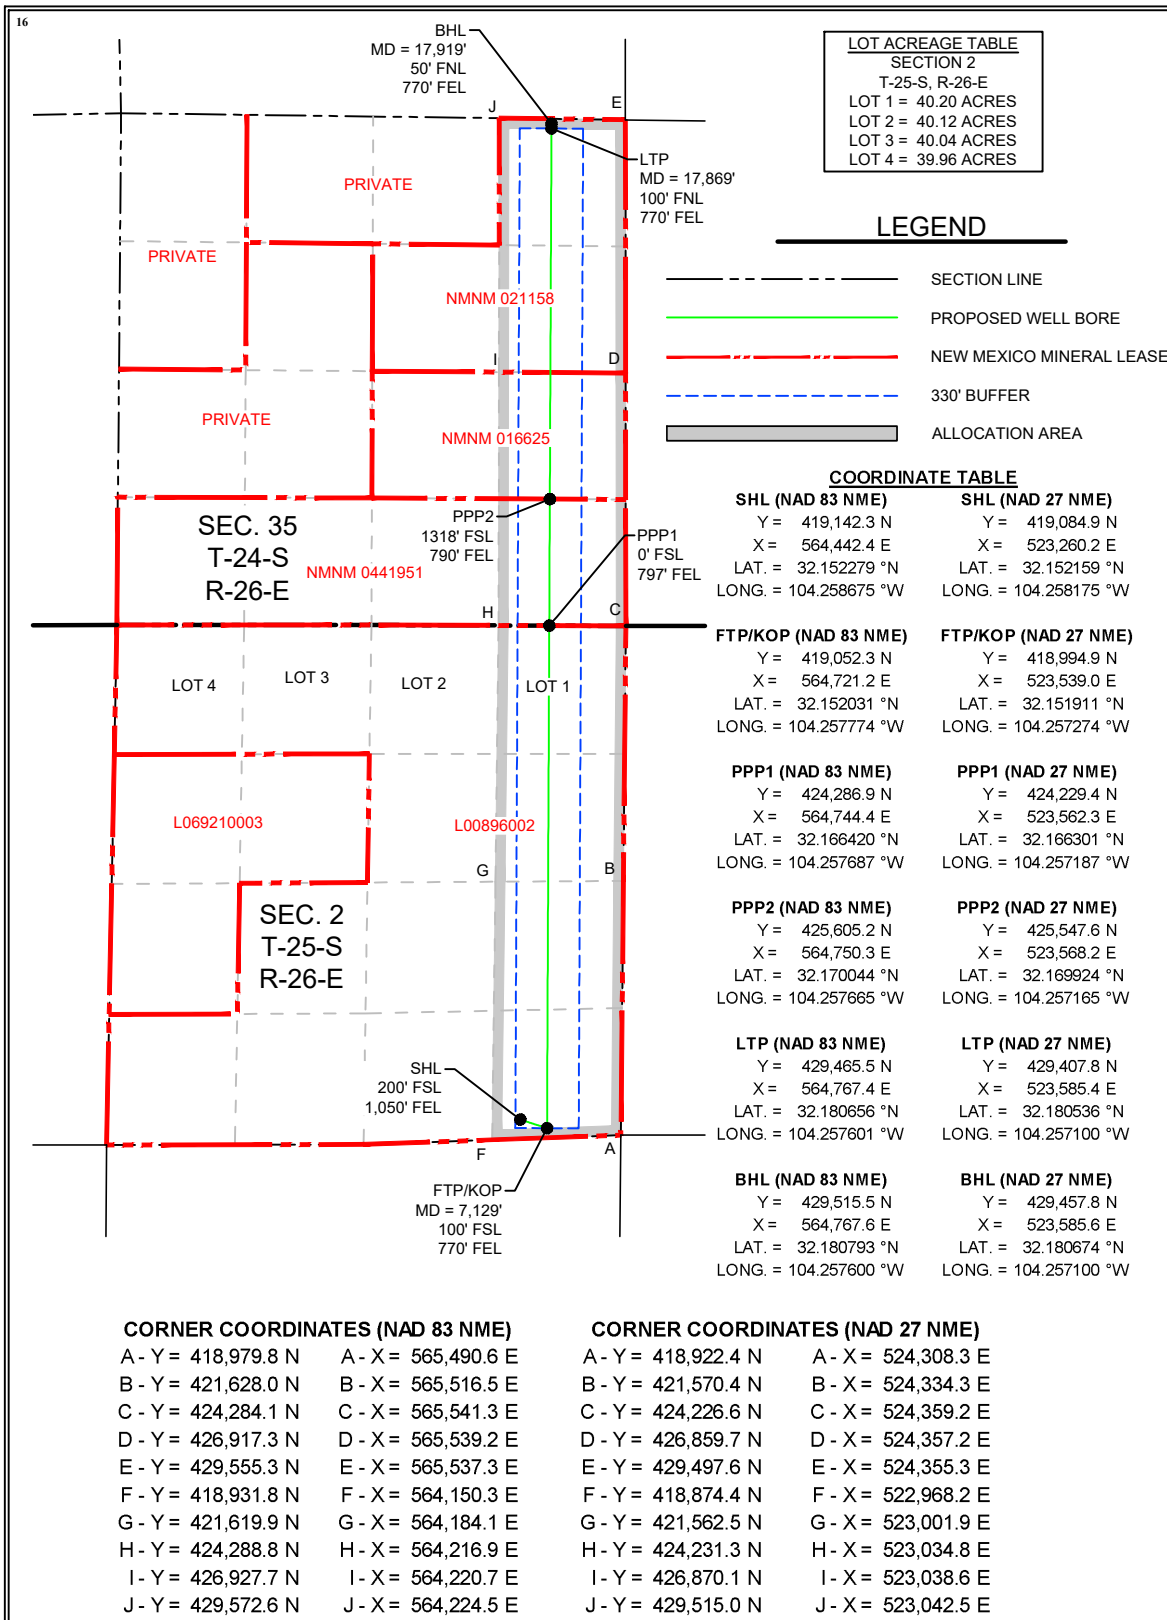 16
BHL
MD = 17,919'
50' FNL
770' FEL
J
E
LTP
MD = 17,869'
100' FNL
770' FEL
PRIVATE
PRIVATE
NMNM 021158
I
D
PRIVATE
NMNM 016625
SEC. 35
T-24-S
R-26-E
PPP2
1318' FSL
790' FEL
PPP1
0' FSL
797' FEL
NMNM 0441951
H
C
LOT 4
LOT 3
LOT 2
LOT 1
L069210003
L00896002
G
B
SEC. 2
T-25-S
R-26-E
SHL
200' FSL
1,050' FEL
F
A
FTP/KOP
MD = 7,129'
100' FSL
770' FEL
LOT ACREAGE TABLE
SECTION 2
T-25-S, R-26-E
LOT 1 = 40.20 ACRES
LOT 2 = 40.12 ACRES
LOT 3 = 40.04 ACRES
LOT 4 = 39.96 ACRES
LEGEND
SECTION LINE
PROPOSED WELL BORE
NEW MEXICO MINERAL LEASE
330' BUFFER
ALLOCATION AREA
COORDINATE TABLE
SHL (NAD 83 NME) SHL (NAD 27 NME)
Y = 419,142.3 N Y = 419,084.9 N
X = 564,442.4 E X = 523,260.2 E
LAT. = 32.152279 °N LAT. = 32.152159 °N
LONG. = 104.258675 °W LONG. = 104.258175 °W
FTP/KOP (NAD 83 NME) FTP/KOP (NAD 27 NME)
Y = 419,052.3 N Y = 418,994.9 N
X = 564,721.2 E X = 523,539.0 E
LAT. = 32.152031 °N LAT. = 32.151911 °N
LONG. = 104.257774 °W LONG. = 104.257274 °W
PPP1 (NAD 83 NME) PPP1 (NAD 27 NME)
Y = 424,286.9 N Y = 424,229.4 N
X = 564,744.4 E X = 523,562.3 E
LAT. = 32.166420 °N LAT. = 32.166301 °N
LONG. = 104.257687 °W LONG. = 104.257187 °W
PPP2 (NAD 83 NME) PPP2 (NAD 27 NME)
Y = 425,605.2 N Y = 425,547.6 N
X = 564,750.3 E X = 523,568.2 E
LAT. = 32.170044 °N LAT. = 32.169924 °N
LONG. = 104.257665 °W LONG. = 104.257165 °W
LTP (NAD 83 NME) LTP (NAD 27 NME)
Y = 429,465.5 N Y = 429,407.8 N
X = 564,767.4 E X = 523,585.4 E
LAT. = 32.180656 °N LAT. = 32.180536 °N
LONG. = 104.257601 °W LONG. = 104.257100 °W
BHL (NAD 83 NME) BHL (NAD 27 NME)
Y = 429,515.5 N Y = 429,457.8 N
X = 564,767.6 E X = 523,585.6 E
LAT. = 32.180793 °N LAT. = 32.180674 °N
LONG. = 104.257600 °W LONG. = 104.257100 °W
CORNER COORDINATES (NAD 83 NME) CORNER COORDINATES (NAD 27 NME)
A - Y = 418,979.8 N A - X = 565,490.6 E A - Y = 418,922.4 N A - X = 524,308.3 E
B - Y = 421,628.0 N B - X = 565,516.5 E B - Y = 421,570.4 N B - X = 524,334.3 E
C - Y = 424,284.1 N C - X = 565,541.3 E C - Y = 424,226.6 N C - X = 524,359.2 E
D - Y = 426,917.3 N D - X = 565,539.2 E D - Y = 426,859.7 N D - X = 524,357.2 E
E - Y = 429,555.3 N E - X = 565,537.3 E E - Y = 429,497.6 N E - X = 524,355.3 E
F - Y = 418,931.8 N F - X = 564,150.3 E F - Y = 418,874.4 N F - X = 522,968.2 E
G - Y = 421,619.9 N G - X = 564,184.1 E G - Y = 421,562.5 N G - X = 523,001.9 E
H - Y = 424,288.8 N H - X = 564,216.9 E H - Y = 424,231.3 N H - X = 523,034.8 E
I - Y = 426,927.7 N I - X = 564,220.7 E I - Y = 426,870.1 N I - X = 523,038.6 E
J - Y = 429,572.6 N J - X = 564,224.5 E J - Y = 429,515.0 N J - X = 523,042.5 E